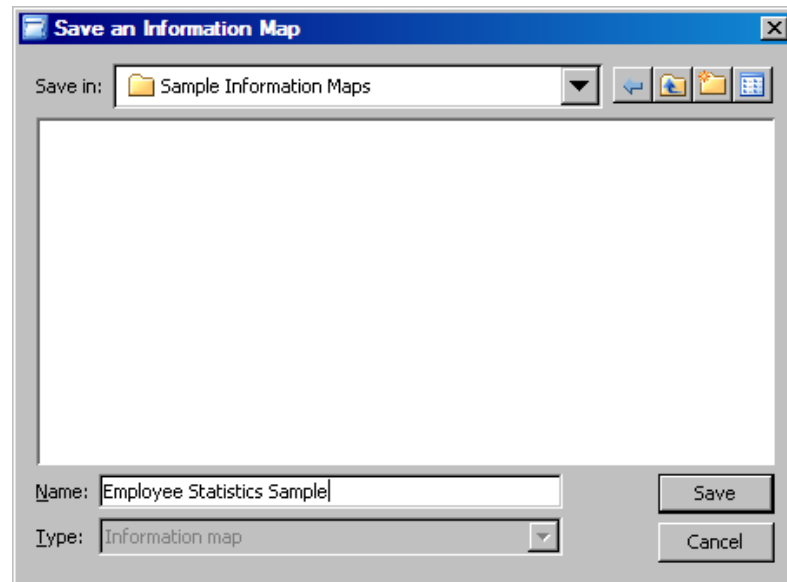 Save an Information Map
Save in: Sample Information Maps
Name: Employee Statistics Sample
Save
Type: Information map
Cancel